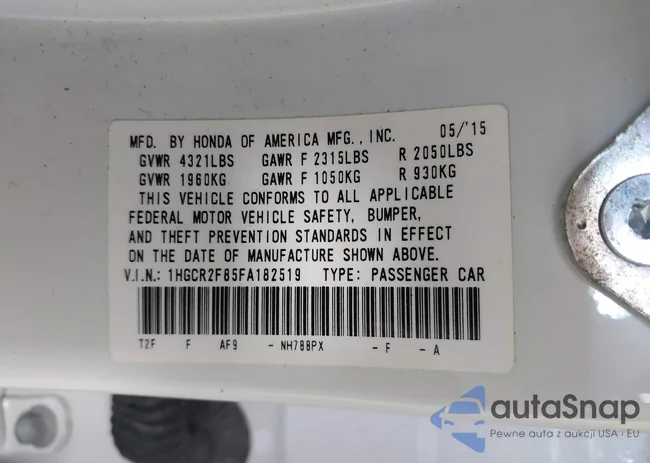 MFD. BY HONDA OF AMERICA MFG., INC. 05/'15
GVWR 4321LBS GAWR F 2315LBS R 2050LBS
GVWR 1960KG GAWR F 1050KG R 930KG
THIS VEHICLE CONFORMS TO ALL APPLICABLE
FEDERAL MOTOR VEHICLE SAFETY, BUMPER,
AND THEFT PREVENTION STANDARDS IN EFFECT
ON THE DATE OF MANUFACTURE SHOWN ABOVE.
V.I.N.: 1HGCR2F85FA182519 TYPE: PASSENGER CAR
T2F F AF9 - NH788PX - F - A
autaSnap
Pewne auta z aukcji USA i EU